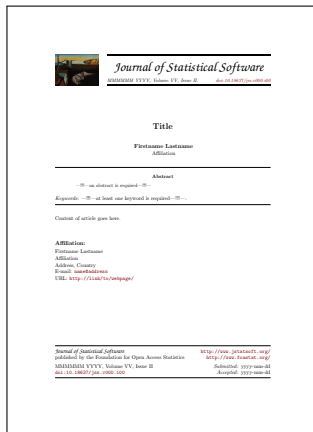 Journal of Statistical Software
MMMMMM YYYY, Volume VV, Issue II. doi: 10.18637/jss.v000.i00
Title
Firstname Lastname
Affiliation
Abstract
—!!!—an abstract is required—!!!—
Keywords: —!!!—at least one keyword is required—!!!—.
Content of article goes here.
Affiliation:
Firstname Lastname
Affiliation
Address, Country
E-mail: name@address
URL: http://link/to/webpage/
Journal of Statistical Software http://www.jstatsoft.org/
published by the Foundation for Open Access Statistics http://www.foastat.org/
MMMMMM YYYY, Volume VV, Issue II Submitted: yyyy-mm-dd
doi:10.18637/jss.v000.i00 Accepted: yyyy-mm-dd